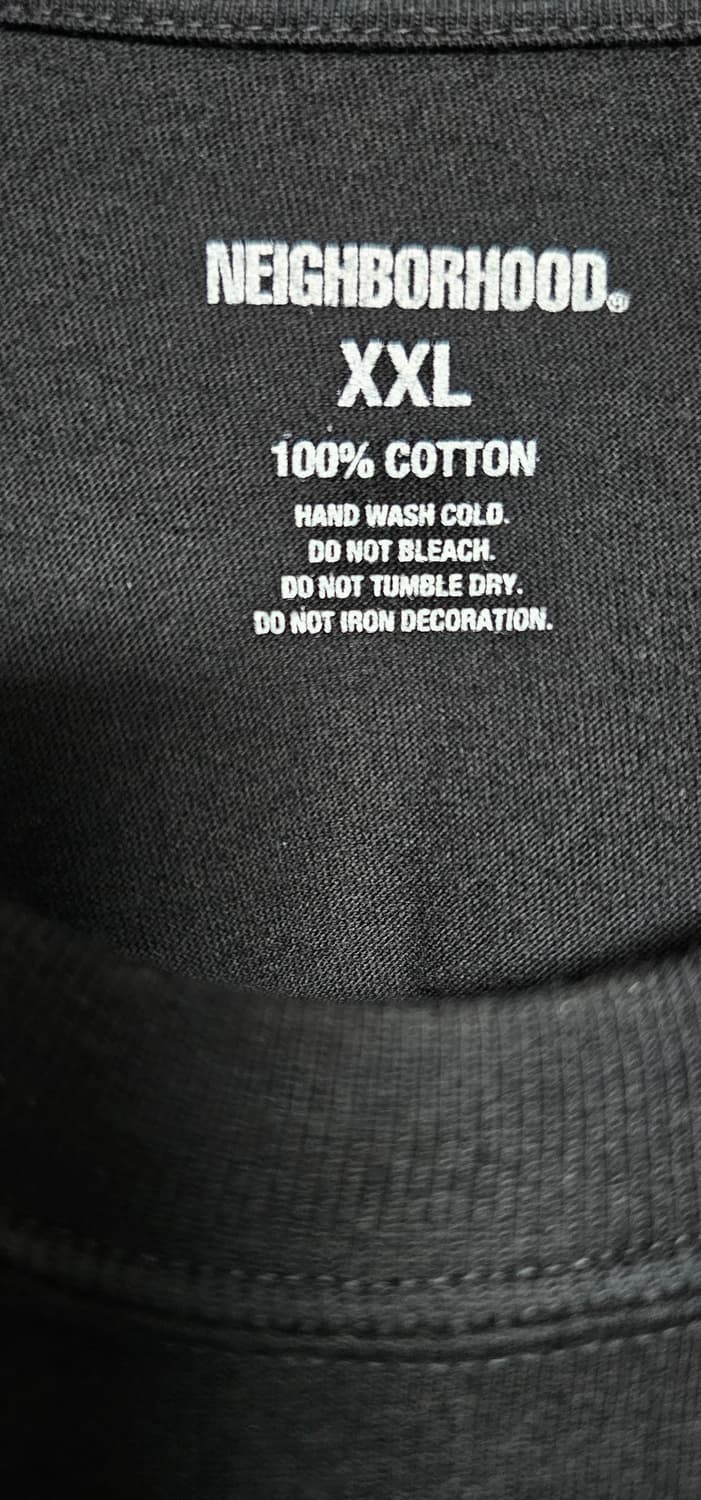 NEIGHBORHOOD®
XXL
100% COTTON
HAND WASH COLD.
DO NOT BLEACH.
DO NOT TUMBLE DRY.
DO NOT IRON DECORATION.